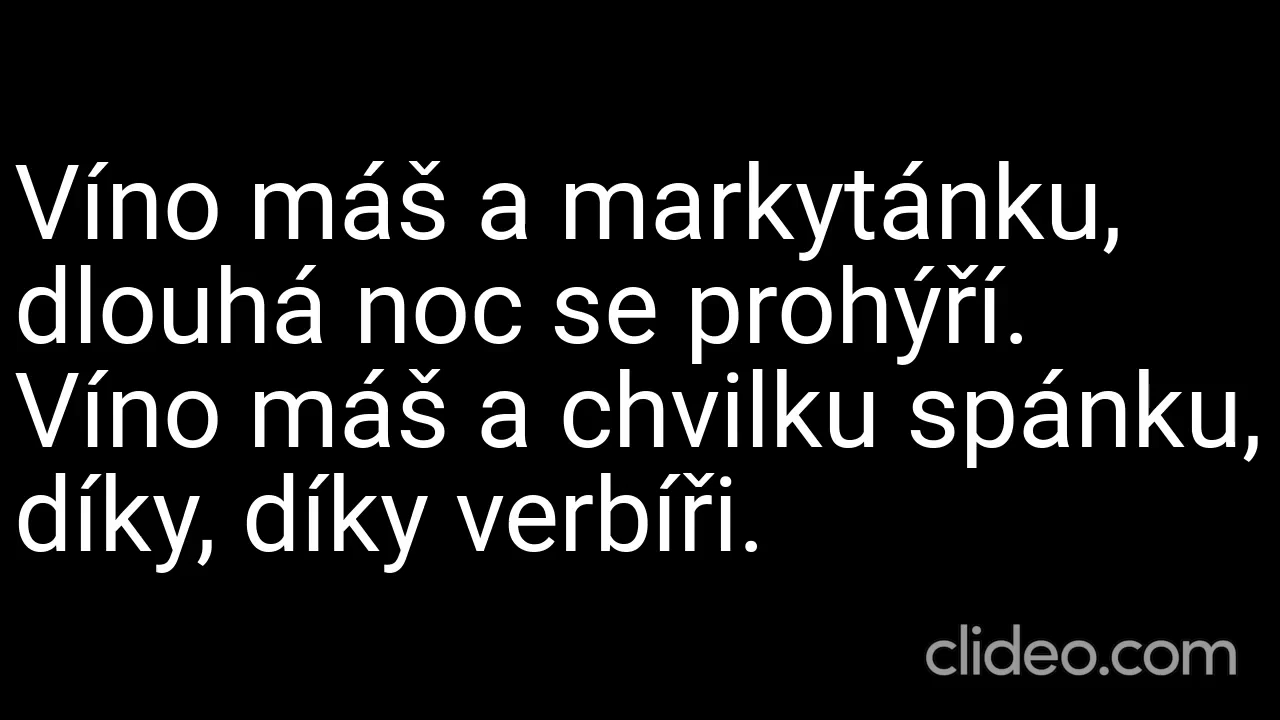 Víno máš a markytánku,
dlouhá noc se prohýří.
Víno máš a chvilku spánku,
díky, díky verbíři.
clideo.com